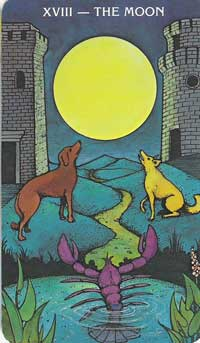 XVIII — THE MOON